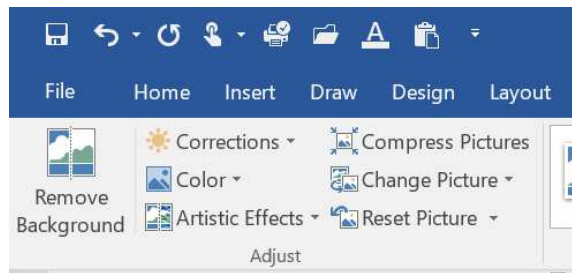 File Home Insert Draw Design Layout
Remove Background
Corrections
Color
Artistic Effects
Compress Pictures
Change Picture
Reset Picture
Adjust